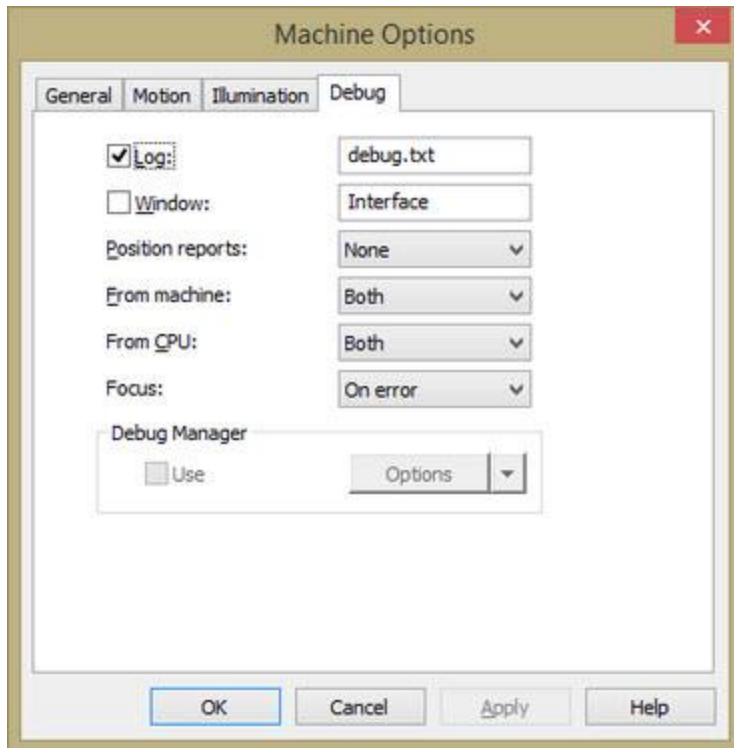 Machine Options
General Motion Illumination Debug
Log: debug.txt
Window: Interface
Position reports: None
From machine: Both
From CPU: Both
Focus: On error
Debug Manager
Use Options
OK Cancel Apply Help